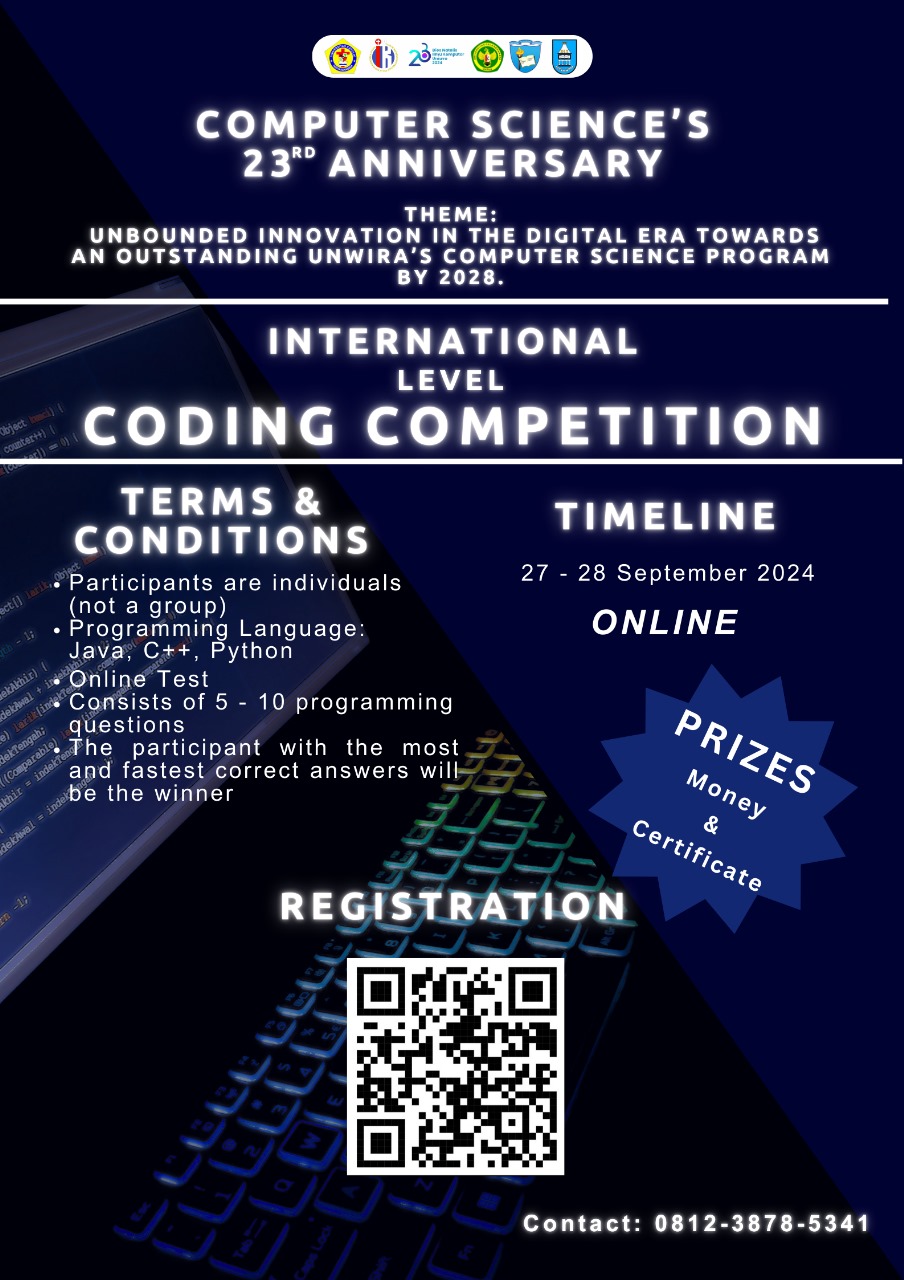 COMPUTER SCIENCE'S
23RD ANNIVERSARY
THEME:
UNBOUNDED INNOVATION IN THE DIGITAL ERA TOWARDS
AN OUTSTANDING UNWIRA'S COMPUTER SCIENCE PROGRAM
BY 2028.
INTERNATIONAL
LEVEL
CODING COMPETITION
TERMS &
CONDITIONS
• Participants are individuals
(not a group)
• Programming Language:
Java, C++, Python
• Online Test
• Consists of 5 - 10 programming
questions
• The participant with the most
and fastest correct answers will
be the winner
TIMELINE
27 - 28 September 2024
ONLINE
PRIZES
Money
&
Certificate
REGISTRATION
Contact: 0812-3878-5341